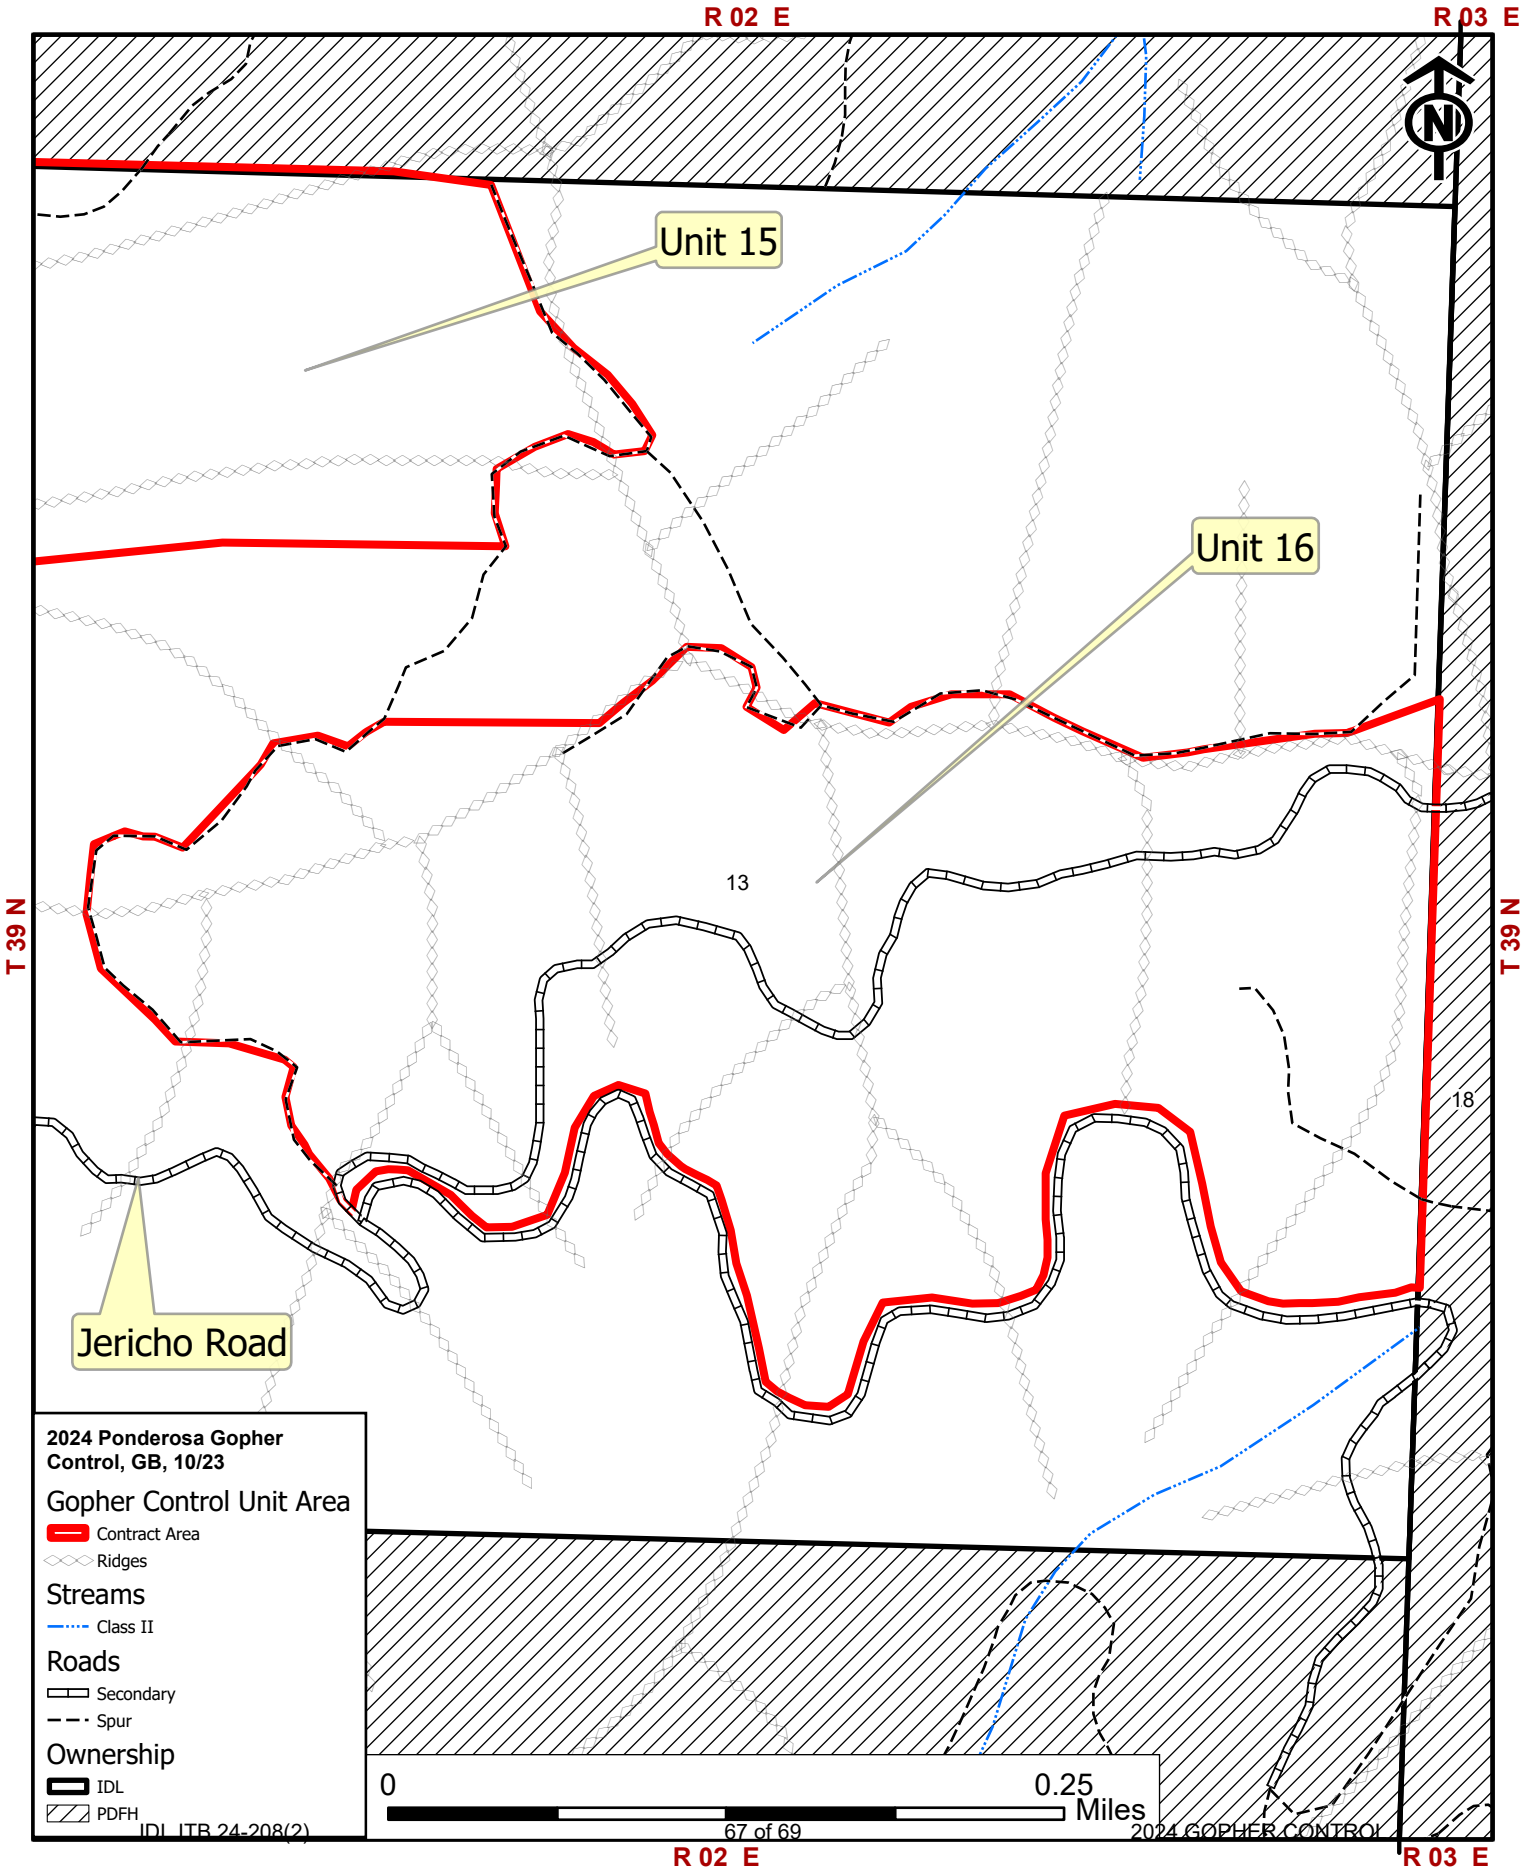 R 02 E
R 03 E
N
Unit 15
Unit 16
13
T 39 N
T 39 N
18
Jericho Road
2024 Ponderosa Gopher
Control, GB, 10/23
Gopher Control Unit Area
Contract Area
Ridges
Streams
Class II
Roads
Secondary
Spur
Ownership
IDL
PDFH
0
0.25
Miles
IDL ITB 24-208(2)
67 of 69
2024 GOPHER CONTROL
R 02 E
R 03 E